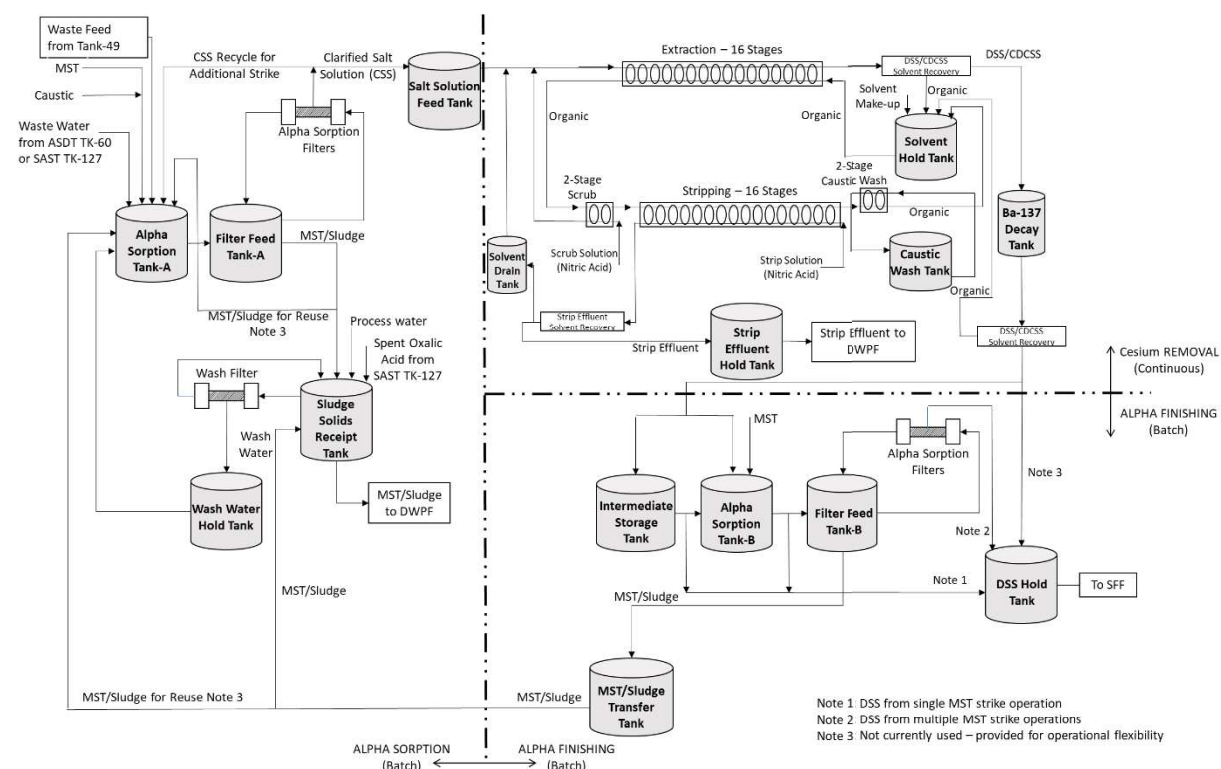 Waste Feed
from Tank-49
MST
Caustic
Waste Water
from ASDT TK-60
or SAST TK-127
CSS Recycle for
Additional Strike
Clarified Salt
Solution (CSS)
Alpha Sorption
Filters
Salt Solution
Feed Tank
Alpha
Sorption
Tank-A
Filter Feed
Tank-A
MST/Sludge
MST/Sludge for Reuse
Note 3
Process water
Spent Oxalic
Acid from
SAST TK-127
Wash Filter
Sludge
Solids
Receipt
Tank
Wash
Water
Wash Water
Hold Tank
MST/Sludge
to DWPF
MST/Sludge
MST/Sludge for Reuse Note 3
Extraction – 16 Stages
DSS/CDCSS
Solvent Recovery
DSS/CDCSS
Organic
Solvent
Make-up
Organic
Organic
Solvent
Hold Tank
2-Stage
Scrub
Stripping – 16 Stages
2-Stage
Caustic Wash
Organic
Ba-137
Decay
Tank
Solvent
Drain
Tank
Scrub Solution
(Nitric Acid)
Strip Solution
(Nitric Acid)
Caustic
Wash Tank
Organic
Strip Effluent
Solvent Recovery
Strip Effluent
Strip
Effluent
Hold Tank
Strip Effluent to
DWPF
DSS/CDCSS
Solvent Recovery
Cesium REMOVAL
(Continuous)
ALPHA FINISHING
(Batch)
MST
Alpha Sorption
Filters
Note 3
Intermediate
Storage
Tank
Alpha
Sorption
Tank-B
Filter Feed
Tank-B
Note 2
Note 1
DSS Hold
Tank
To SFF
MST/Sludge
MST/Sludge
MST/Sludge
Transfer
Tank
Note 1: DSS from single MST strike operation
Note 2: DSS from multiple MST strike operations
Note 3: Not currently used – provided for operational flexibility
ALPHA SORPTION
(Batch)
ALPHA FINISHING
(Batch)